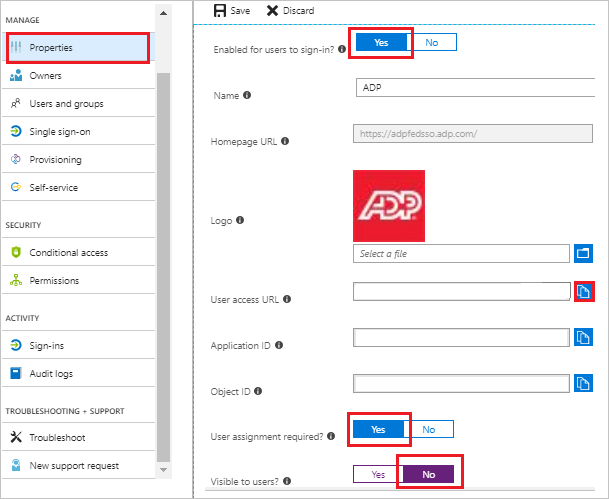 MANAGE
Properties
Owners
Users and groups
Single sign-on
Provisioning
Self-service
SECURITY
Conditional access
Permissions
ACTIVITY
Sign-ins
Audit logs
TROUBLESHOOTING + SUPPORT
Troubleshoot
New support request
Save Discard
Enabled for users to sign-in? Yes No
Name ADP
Homepage URL https://adpfedsso.adp.com/
Logo ADP
Select a file
User access URL
Application ID
Object ID
User assignment required? Yes No
Visible to users? Yes No